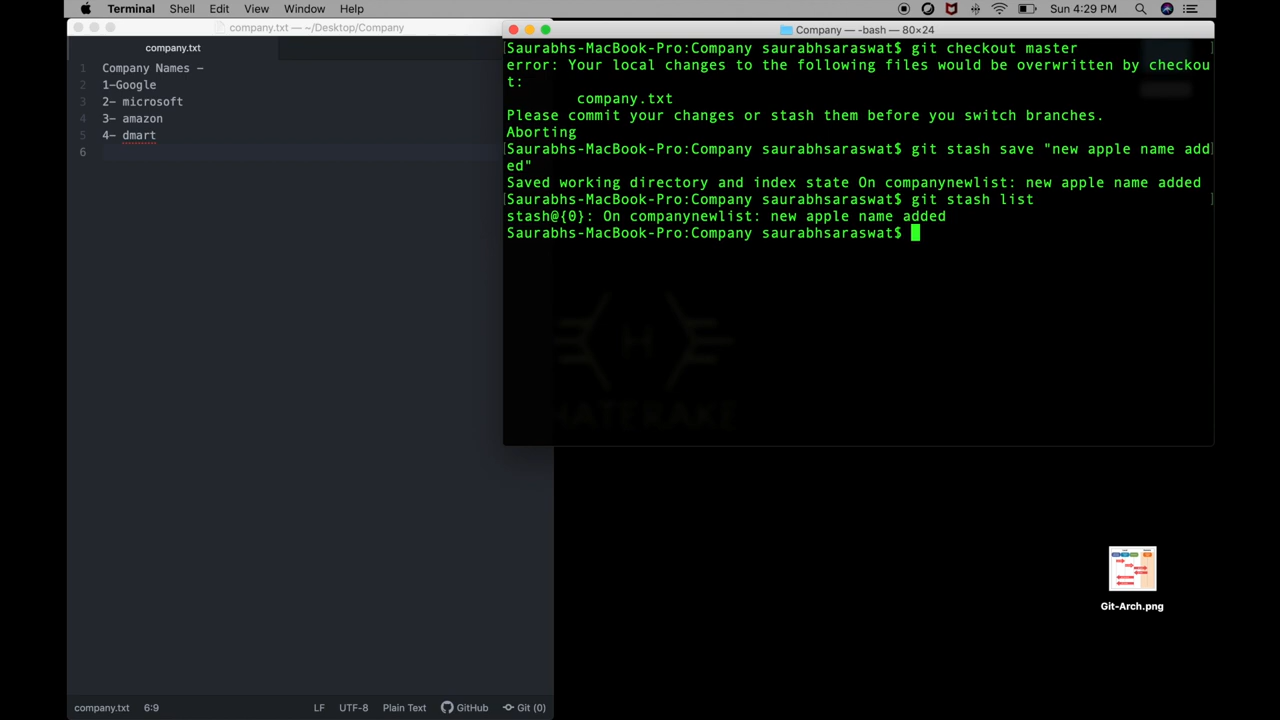 Terminal Shell Edit View Window Help
Sun 4:29 PM
company.txt — ~/Desktop/Company
company.txt
1 Company Names –
2 1-Google
3 2- microsoft
4 3- amazon
5 4- dmart
6
company.txt 6:9 LF UTF-8 Plain Text GitHub Git (0)
Company — -bash — 80×24
Saurabhs-MacBook-Pro:Company saurabhsaraswat$ git checkout master
error: Your local changes to the following files would be overwritten by checkou
t:
company.txt
Please commit your changes or stash them before you switch branches.
Aborting
Saurabhs-MacBook-Pro:Company saurabhsaraswat$ git stash save "new apple name add
ed"
Saved working directory and index state On companynewlist: new apple name added
Saurabhs-MacBook-Pro:Company saurabhsaraswat$ git stash list
stash@{0}: On companynewlist: new apple name added
Saurabhs-MacBook-Pro:Company saurabhsaraswat$
Git-Arch.png